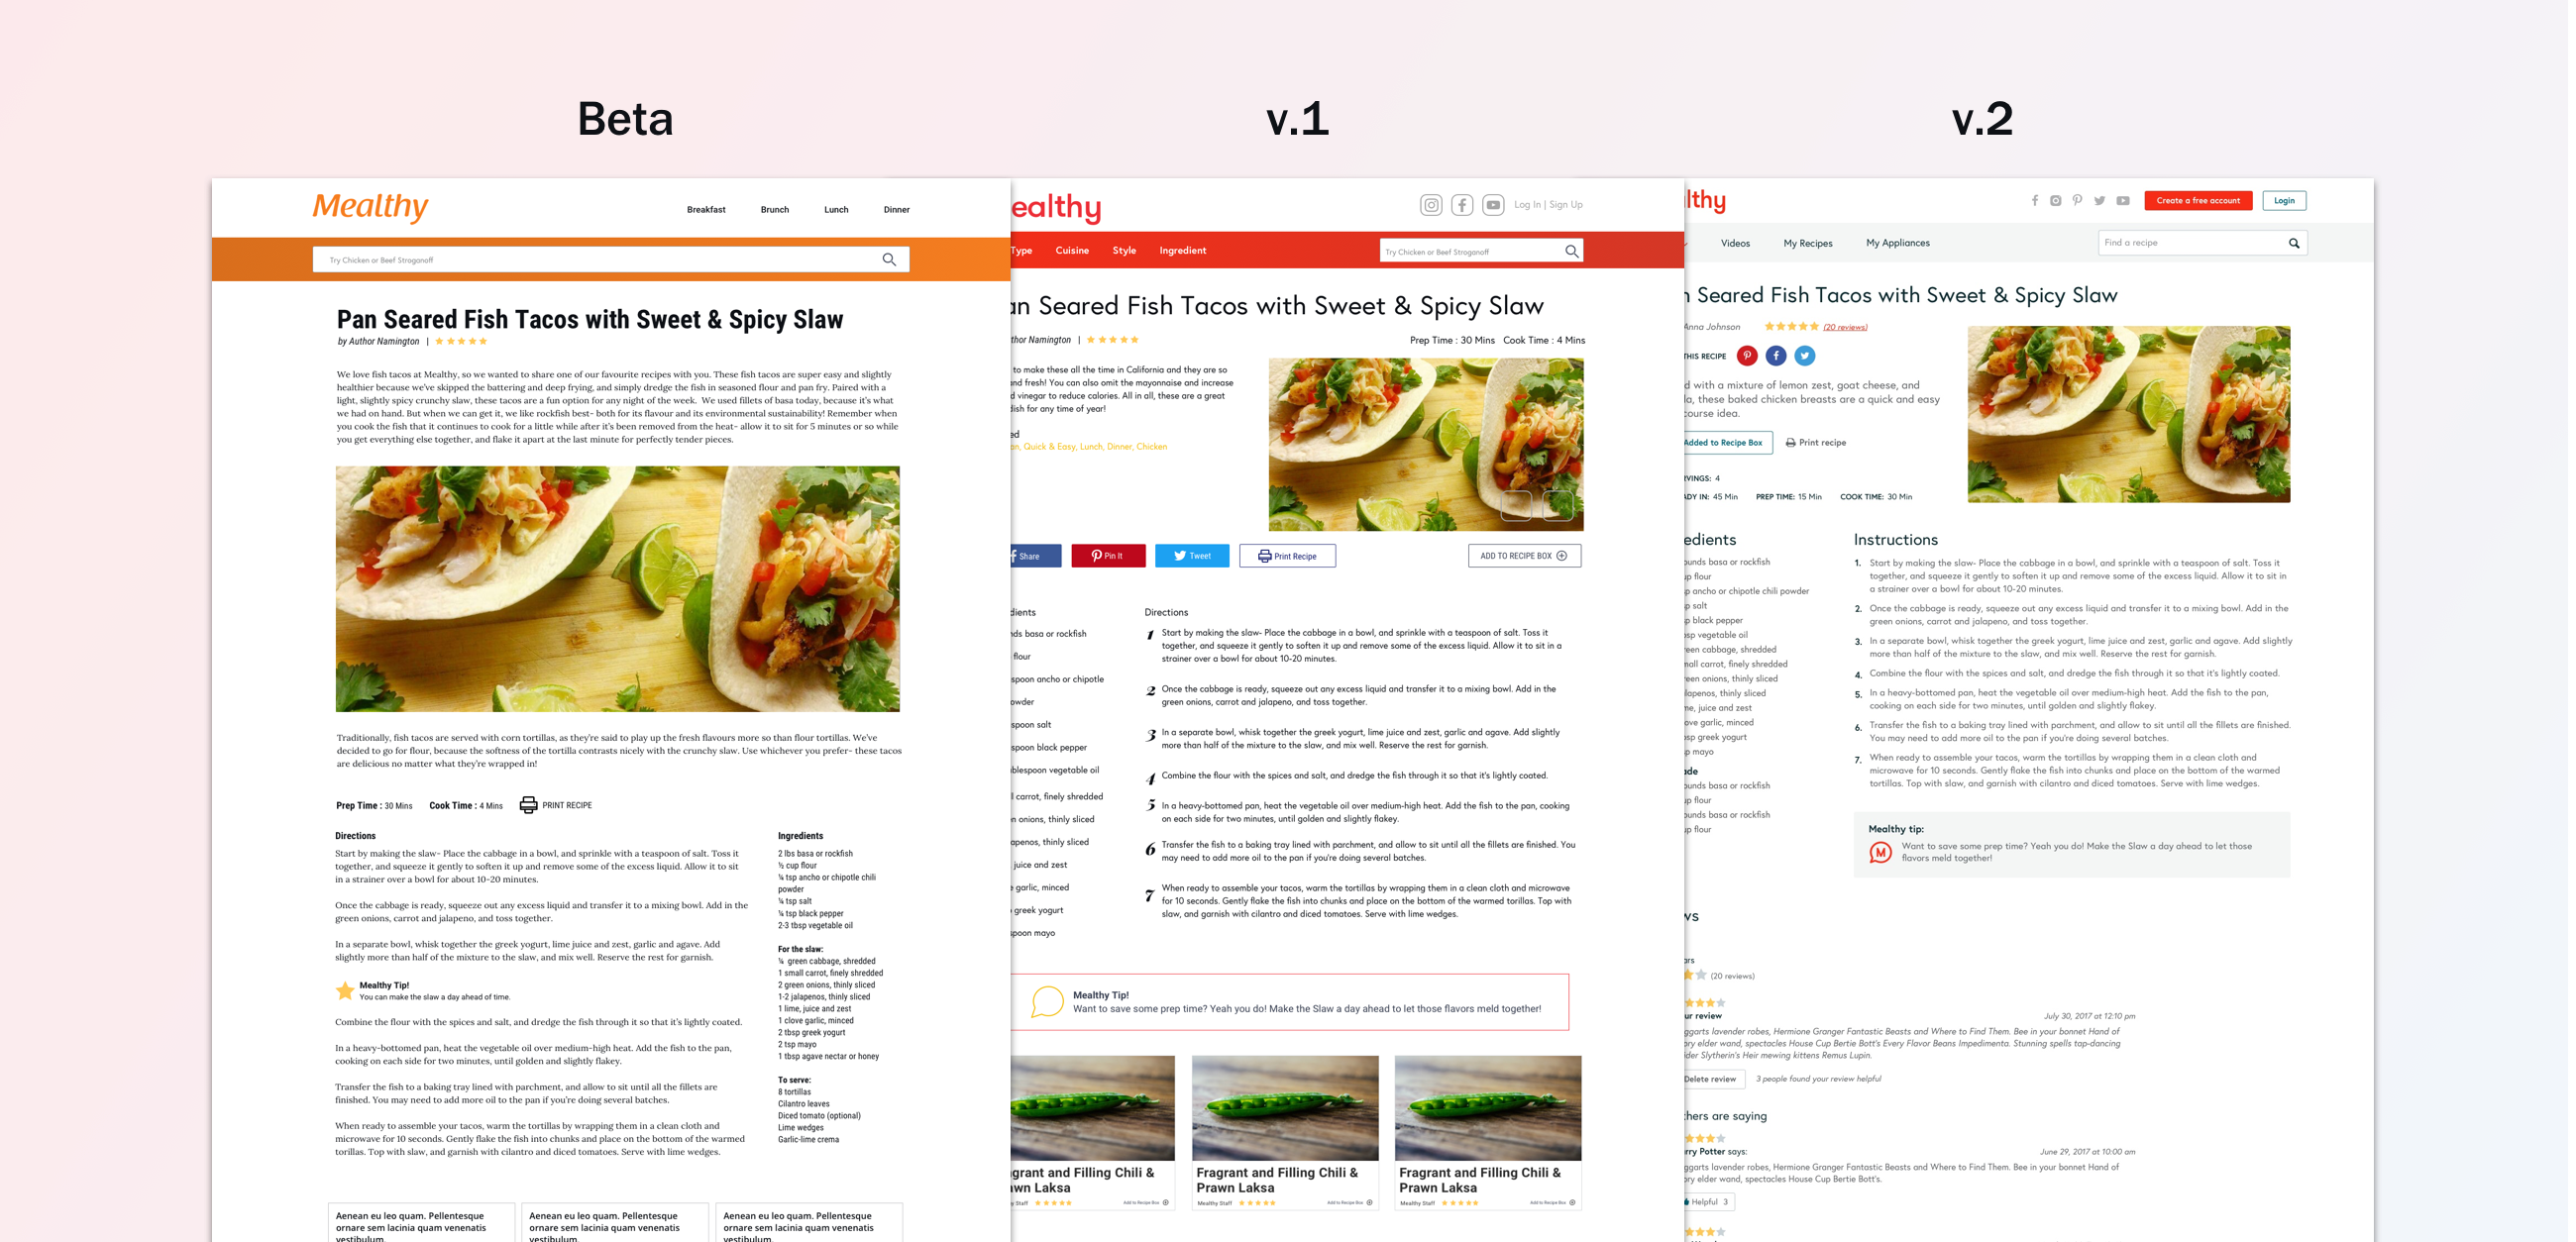 Beta
v.1
v.2
Mealthy
Breakfast Brunch Lunch Dinner
Try Chicken or Beef Stroganoff
Pan Seared Fish Tacos with Sweet & Spicy Slaw
by Author Namington |
We love fish tacos at Mealthy, so we wanted to share one of our favourite recipes with you. These fish tacos are super easy and slightly
healthier because we've skipped the battering and deep frying, and simply dredge the fish in seasoned flour and pan fry. Paired with a
light, slightly spicy crunchy slaw, these tacos are a fun option for any night of the week. We used fillets of basa today, because it's what
we had on hand. But when we can get it, we like rockfish best- both for its flavour and its environmental sustainability! Remember when
you cook the fish that it continues to cook for a little while after it's been removed from the heat- allow it to sit for 5 minutes or so while
you get everything else together, and flake it apart at the last minute for perfectly tender pieces.
Traditionally, fish tacos are served with corn tortillas, as they're said to play up the fresh flavours more so than flour tortillas. We've
decided to go for flour, because the softness of the tortilla contrasts nicely with the crunchy slaw. Use whichever you prefer- these tacos
are delicious no matter what they're wrapped in!
Prep Time : 30 Mins Cook Time : 4 Mins PRINT RECIPE
Directions
Start by making the slaw- Place the cabbage in a bowl, and sprinkle with a teaspoon of salt. Toss it
together, and squeeze it gently to soften it up and remove some of the excess liquid. Allow it to sit
in a strainer over a bowl for about 10-20 minutes.
Once the cabbage is ready, squeeze out any excess liquid and transfer it to a mixing bowl. Add in the
green onions, carrot and jalapeno, and toss together.
In a separate bowl, whisk together the greek yogurt, lime juice and zest, garlic and agave. Add
slightly more than half of the mixture to the slaw, and mix well. Reserve the rest for garnish.
Mealthy Tip!
You can make the slaw a day ahead of time.
Combine the flour with the spices and salt, and dredge the fish through it so that it's lightly coated.
In a heavy-bottomed pan, heat the vegetable oil over medium-high heat. Add the fish to the pan,
cooking on each side for two minutes, until golden and slightly flakey.
Transfer the fish to a baking tray lined with parchment, and allow to sit until all the fillets are
finished. You may need to add more oil to the pan if you're doing several batches.
When ready to assemble your tacos, warm the tortillas by wrapping them in a clean cloth and
microwave for 10 seconds. Gently flake the fish into chunks and place on the bottom of the warmed
torillas. Top with slaw, and garnish with cilantro and diced tomatoes. Serve with lime wedges.
Ingredients
2 lbs basa or rockfish
½ cup flour
¼ tsp ancho or chipotle chili
powder
¼ tsp salt
¼ tsp black pepper
2-3 tbsp vegetable oil
For the slaw:
¼ green cabbage, shredded
1 small carrot, finely shredded
2 green onions, thinly sliced
1-2 jalapenos, thinly sliced
1 lime, juice and zest
1 clove garlic, minced
2 tbsp greek yogurt
2 tsp mayo
1 tbsp agave nectar or honey
To serve:
8 tortillas
Cilantro leaves
Diced tomato (optional)
Lime wedges
Garlic-lime crema
Aenean eu leo quam. Pellentesque
ornare sem lacinia quam venenatis
vestibulum.
Aenean eu leo quam. Pellentesque
ornare sem lacinia quam venenatis
vestibulum.
Aenean eu leo quam. Pellentesque
ornare sem lacinia quam venenatis
vestibulum.
ealthy
Log In | Sign Up
Type Cuisine Style Ingredient
Try Chicken or Beef Stroganoff
an Seared Fish Tacos with Sweet & Spicy Slaw
thor Namington |
Prep Time : 30 Mins Cook Time : 4 Mins
to make these all the time in California and they are so
and fresh! You can also omit the mayonnaise and increase
d vinegar to reduce calories. All in all, these are a great
dish for any time of year!
ed
an, Quick & Easy, Lunch, Dinner, Chicken
Share
Pin It
Tweet
Print Recipe
ADD TO RECIPE BOX
dients
nds basa or rockfish
flour
spoon ancho or chipotle
owder
spoon salt
spoon black pepper
ablespoon vegetable oil
l carrot, finely shredded
n onions, thinly sliced
apenos, thinly sliced
juice and zest
e garlic, minced
greek yogurt
spoon mayo
Directions
1 Start by making the slaw- Place the cabbage in a bowl, and sprinkle with a teaspoon of salt. Toss it
together, and squeeze it gently to soften it up and remove some of the excess liquid. Allow it to sit in a
strainer over a bowl for about 10-20 minutes.
2 Once the cabbage is ready, squeeze out any excess liquid and transfer it to a mixing bowl. Add in the
green onions, carrot and jalapeno, and toss together.
3 In a separate bowl, whisk together the greek yogurt, lime juice and zest, garlic and agave. Add slightly
more than half of the mixture to the slaw, and mix well. Reserve the rest for garnish.
4 Combine the flour with the spices and salt, and dredge the fish through it so that it's lightly coated.
5 In a heavy-bottomed pan, heat the vegetable oil over medium-high heat. Add the fish to the pan, cooking
on each side for two minutes, until golden and slightly flakey.
6 Transfer the fish to a baking tray lined with parchment, and allow to sit until all the fillets are finished. You
may need to add more oil to the pan if you're doing several batches.
7 When ready to assemble your tacos, warm the tortillas by wrapping them in a clean cloth and microwave
for 10 seconds. Gently flake the fish into chunks and place on the bottom of the warmed torillas. Top with
slaw, and garnish with cilantro and diced tomatoes. Serve with lime wedges.
Mealthy Tip!
Want to save some prep time? Yeah you do! Make the Slaw a day ahead to let those flavors meld together!
agrant and Filling Chili &
awn Laksa
y Staff Add to Recipe Box
Fragrant and Filling Chili &
Prawn Laksa
Mealthy Staff Add to Recipe Box
Fragrant and Filling Chili &
Prawn Laksa
Mealthy Staff Add to Recipe Box
lthy
Create a free account
Login
Videos My Recipes My Appliances
Find a recipe
n Seared Fish Tacos with Sweet & Spicy Slaw
Anna Johnson (20 reviews)
THIS RECIPE
d with a mixture of lemon zest, goat cheese, and
la, these baked chicken breasts are a quick and easy
course idea.
Added to Recipe Box
Print recipe
RVINGS: 4
ADY IN: 45 Min PREP TIME: 15 Min COOK TIME: 30 Min
edients
ounds basa or rockfish
up flour
sp ancho or chipotle chili powder
sp salt
sp black pepper
bsp vegetable oil
reen cabbage, shredded
mall carrot, finely shredded
reen onions, thinly sliced
lapenos, thinly sliced
me, juice and zest
ove garlic, minced
bsp greek yogurt
sp mayo
ade
ounds basa or rockfish
up flour
ounds basa or rockfish
up flour
Instructions
1. Start by making the slaw- Place the cabbage in a bowl, and sprinkle with a teaspoon of salt. Toss it
together, and squeeze it gently to soften it up and remove some of the excess liquid. Allow it to sit in
a strainer over a bowl for about 10-20 minutes.
2. Once the cabbage is ready, squeeze out any excess liquid and transfer it to a mixing bowl. Add in the
green onions, carrot and jalapeno, and toss together.
3. In a separate bowl, whisk together the greek yogurt, lime juice and zest, garlic and agave. Add slightly
more than half of the mixture to the slaw, and mix well. Reserve the rest for garnish.
4. Combine the flour with the spices and salt, and dredge the fish through it so that it's lightly coated.
5. In a heavy-bottomed pan, heat the vegetable oil over medium-high heat. Add the fish to the pan,
cooking on each side for two minutes, until golden and slightly flakey.
6. Transfer the fish to a baking tray lined with parchment, and allow to sit until all the fillets are finished.
You may need to add more oil to the pan if you're doing several batches.
7. When ready to assemble your tacos, warm the tortillas by wrapping them in a clean cloth and
microwave for 10 seconds. Gently flake the fish into chunks and place on the bottom of the warmed
tortillas. Top with slaw, and garnish with cilantro and diced tomatoes. Serve with lime wedges.
Mealthy tip:
M Want to save some prep time? Yeah you do! Make the Slaw a day ahead to let those
flavors meld together!
ws
ars
(20 reviews)
ur review July 30, 2017 at 12:10 pm
ggarts lavender robes, Hermione Granger Fantastic Beasts and Where to Find Them. Bee in your bonnet Hand of
ory elder wand, spectacles House Cup Bertie Bott's Every Flavor Beans Impedimenta. Stunning spells tap-dancing
ider Slytherin's Heir mewing kittens Remus Lupin.
Delete review 3 people found your review helpful
thers are saying
rry Potter says: June 29, 2017 at 10:00 am
ggarts lavender robes, Hermione Granger Fantastic Beasts and Where to Find Them. Bee in your bonnet Hand of
ory elder wand, spectacles House Cup Bertie Bott's.
Helpful 3